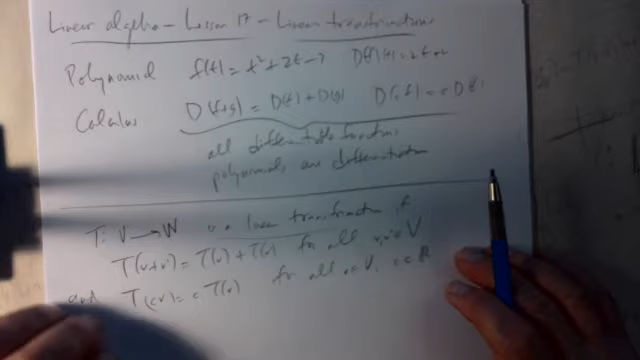 Linear algebra - Lesson 17 - Linear transformations
Polynomial f(t) = t² + 2t - 7 D(f)(t) = 2t + 2
Calculus D(f+g) = D(f) + D(g) D(cf) = c D(f)
all differentiable functions
polynomials are
T: V → W is a linear transformation if
T(v+v') = T(v) + T(v') for all v, v' ∈ V
and T(cv) = c T(v) for all v ∈ V, c ∈ R